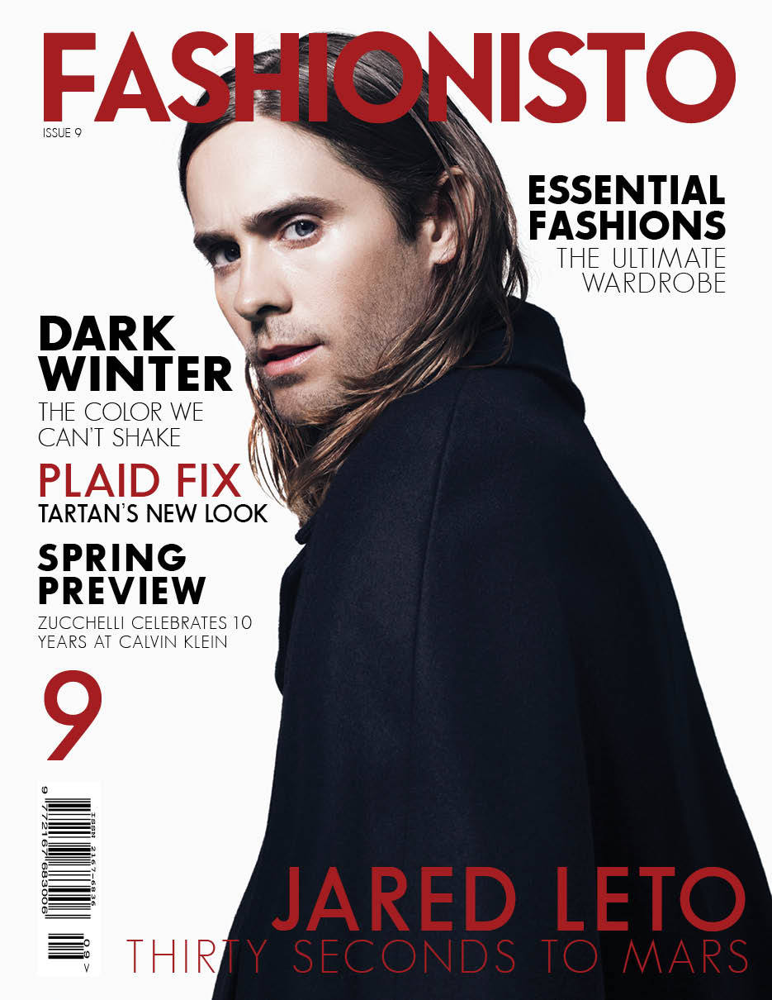 FASHIONISTO
ISSUE 9
ESSENTIAL
FASHIONS
THE ULTIMATE
WARDROBE
DARK
WINTER
THE COLOR WE
CAN'T SHAKE
PLAID FIX
TARTAN'S NEW LOOK
SPRING
PREVIEW
ZUCCHELLI CELEBRATES 10
YEARS AT CALVIN KLEIN
9
ISSN 2167-6836
9 772167 683006
09 >
JARED LETO
THIRTY SECONDS TO MARS